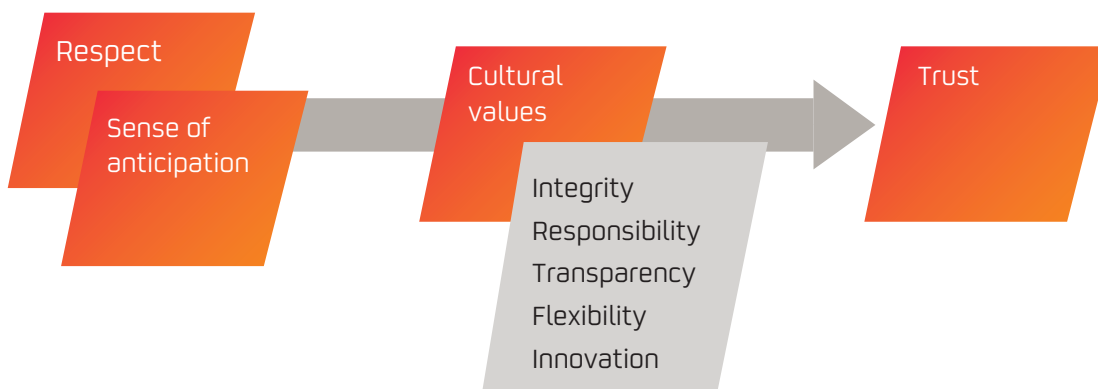 Respect
Sense of
anticipation
Cultural
values
Integrity
Responsibility
Transparency
Flexibility
Innovation
Trust